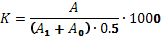 K = A / ((A₁ + A₀) · 0.5) · 1000